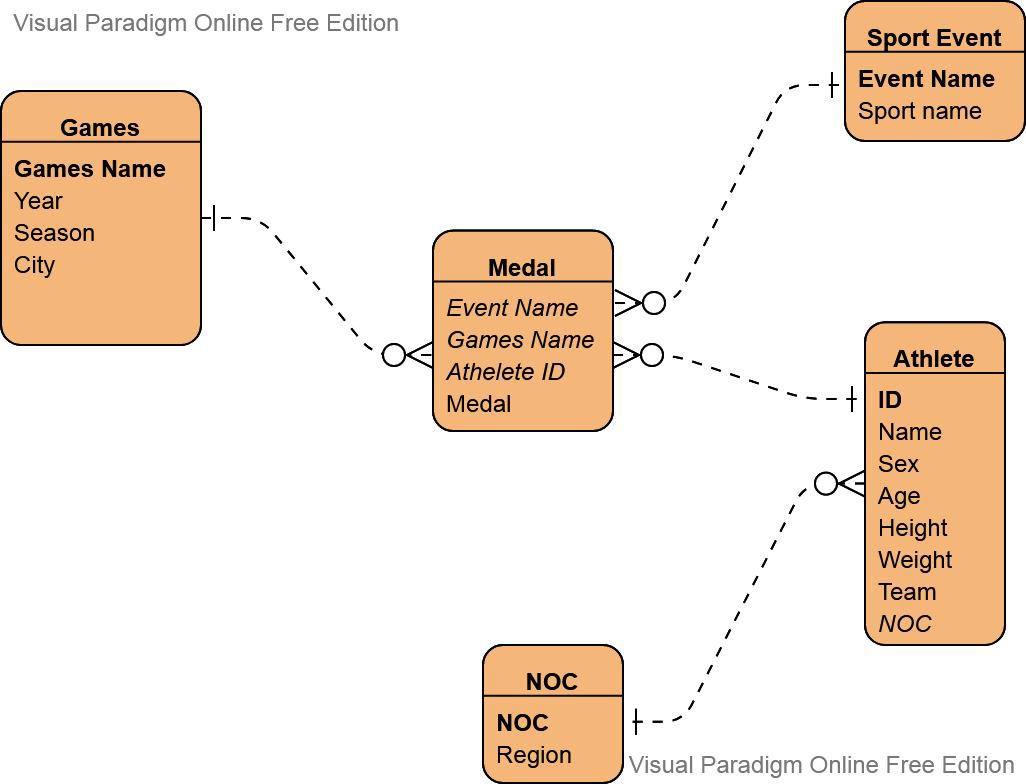 Visual Paradigm Online Free Edition
Sport Event
Event Name
Sport name
Games
Games Name
Year
Season
City
Medal
Event Name
Games Name
Athelete ID
Medal
Athlete
ID
Name
Sex
Age
Height
Weight
Team
NOC
NOC
NOC
Region
Visual Paradigm Online Free Edition